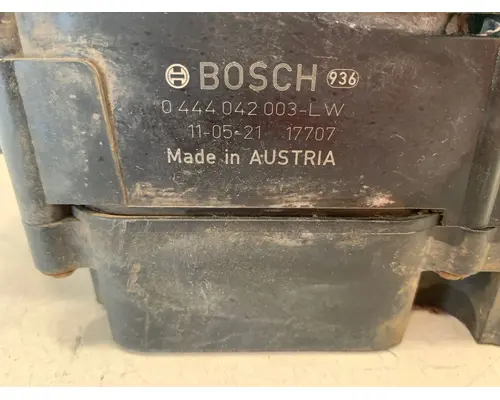 BOSCH 936
0 444 042 003-LW
11-05-21 17707
Made in AUSTRIA